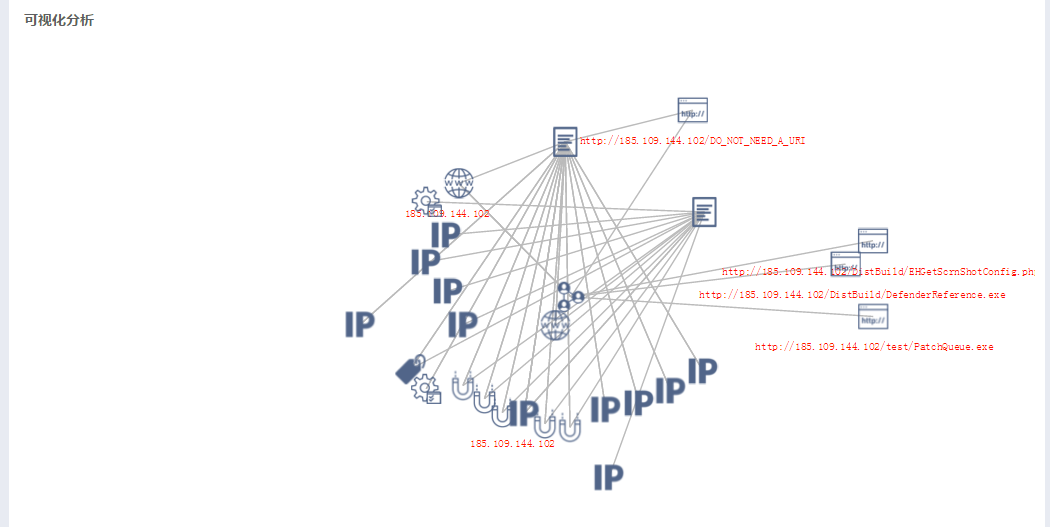 可视化分析
http://
http://185.109.144.102/DO_NOT_NEED_A_URI
WWW
185.109.144.102
IP
IP
http://
http://
http://185.109.144.102/DistBuild/EHGetScrnShotConfig.ph
IP
http://185.109.144.102/DistBuild/DefenderReference.exe
IP
IP
WWW
http://
http://185.109.144.102/test/PatchQueue.exe
IP
IP
IP
IP
IP
185.109.144.102
IP